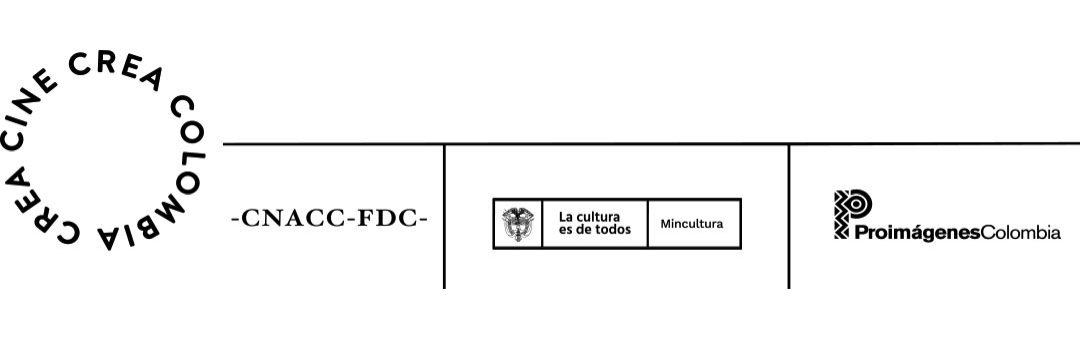 CINE CREA COLOMBIA CREA
-CNACC-FDC-
La cultura
es de todos
Mincultura
ProimágenesColombia